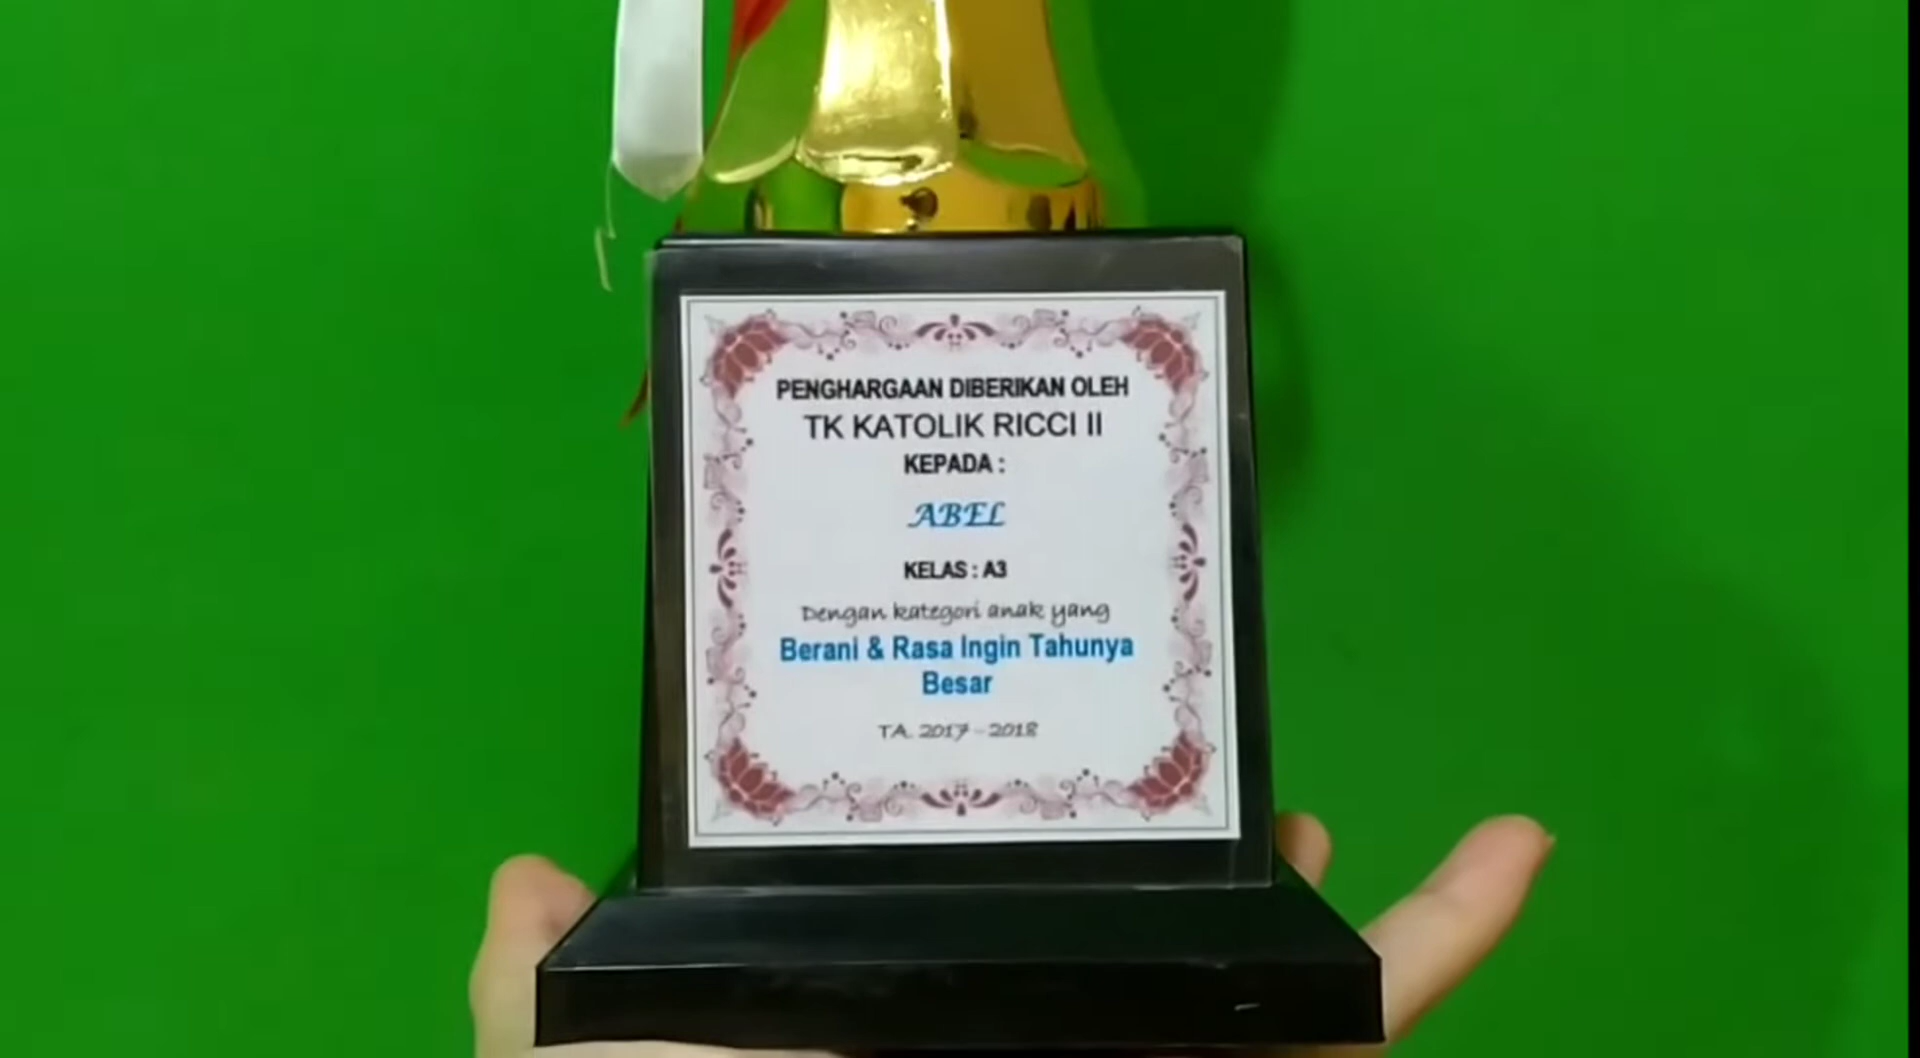 PENGHARGAAN DIBERIKAN OLEH
TK KATOLIK RICCI II
KEPADA :
ABEL
KELAS : A3
Dengan kategori anak yang
Berani & Rasa Ingin Tahunya
Besar
TA. 2017 - 2018